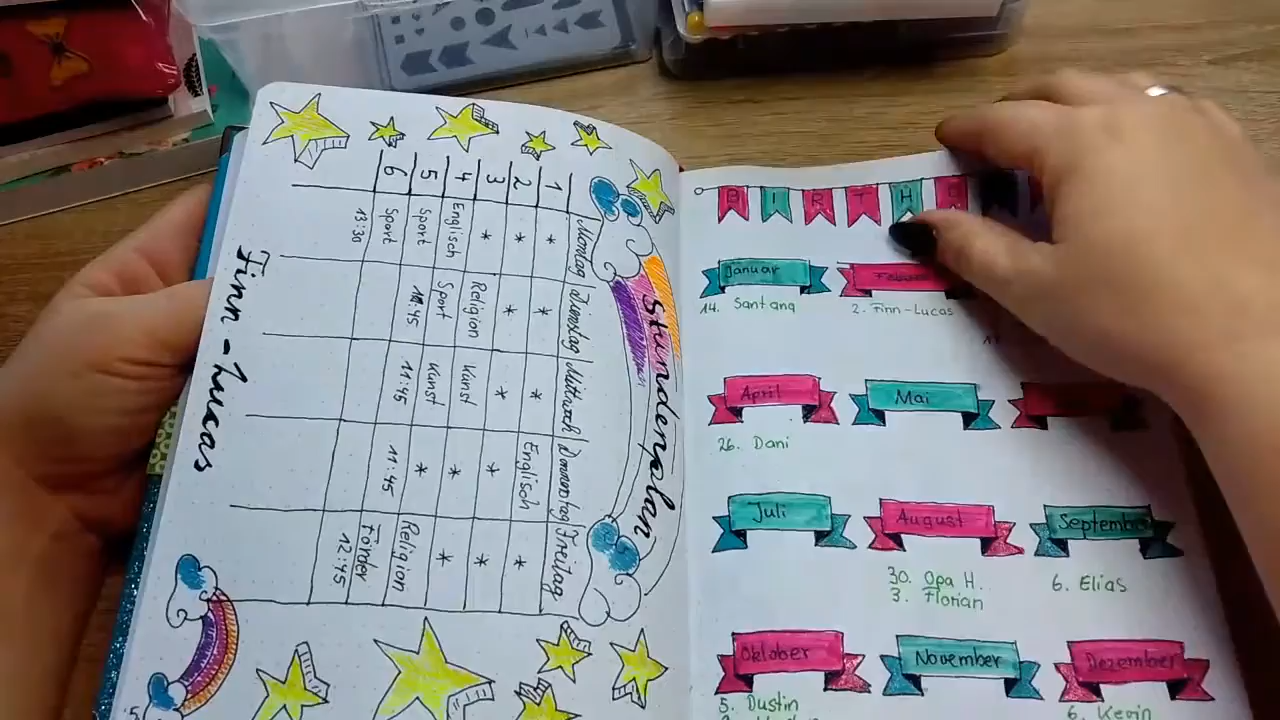 Stundenplan
Montag Dienstag Mittwoch Donnerstag Freitag
1 * * * Englisch *
2 * * * * *
3 * Religion Kunst * *
4 Englisch Sport Kunst * Religion
5 Sport 11:45 11:45 11:45 Förder
6 Sport 12:45
13:30
Finn-Lucas
BIRTH
Januar Februar
14. Santana 2. Finn-Lucas
April Mai
26. Dani
Juli August September
30. Opa H. 6. Elias
3. Florian
Oktober November Dezember
5. Dustin 6. Kevin